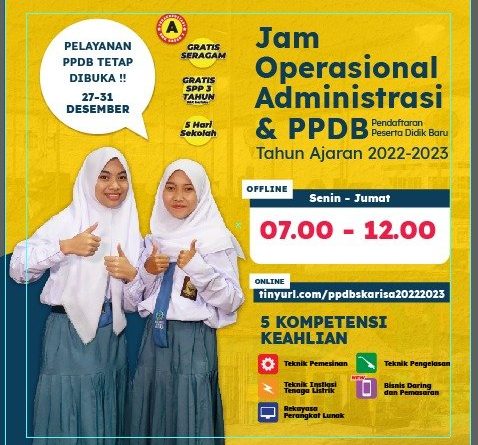 PELAYANAN
PPDB TETAP
DIBUKA !!
27-31
DESEMBER
A
GRATIS
SERAGAM
GRATIS
SPP 3
TAHUN
5 Hari
Sekolah
Jam
Operasional
Administrasi
& PPDB Pendaftaran
Peserta Didik Baru
Tahun Ajaran 2022-2023
OFFLINE
Senin - Jumat
07.00 - 12.00
ONLINE
tinyurl.com/ppdbskarisa20222023
5 KOMPETENSI
KEAHLIAN
Teknik Pemesinan
Teknik Pengelasan
Teknik Instlasi
Tenaga Listrik
Bisnis Daring
dan Pemasaran
Rekayasa
Perangkat Lunak